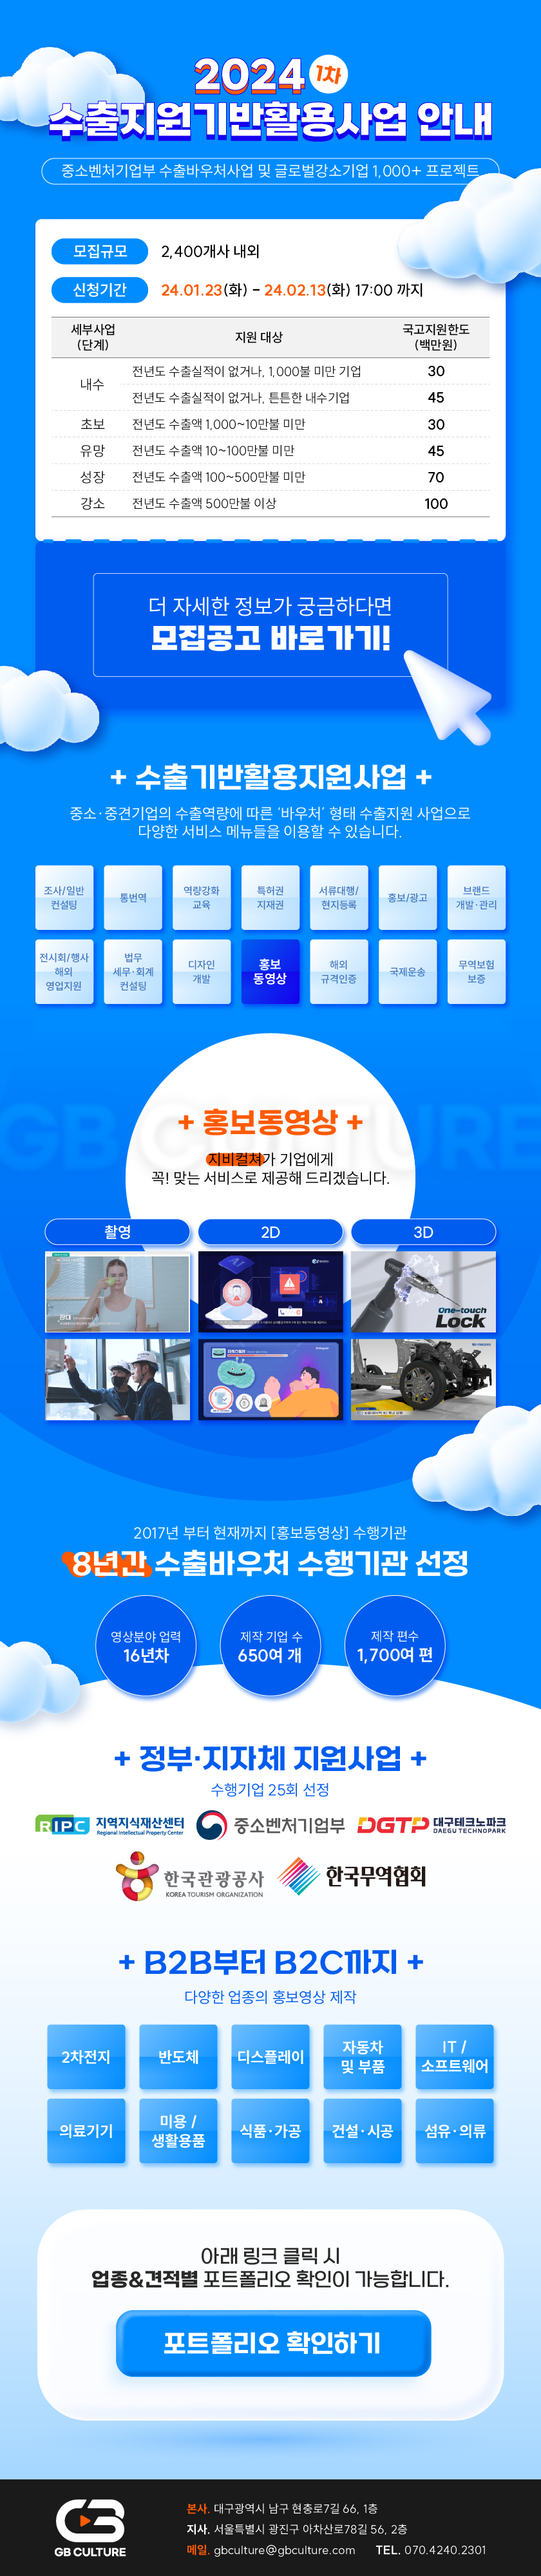 2024 1차
수출지원기반활용사업 안내
중소벤처기업부 수출바우처사업 및 글로벌강소기업 1,000+ 프로젝트
모집규모 2,400개사 내외
신청기간 24.01.23(화) - 24.02.13(화) 17:00 까지
세부사업 (단계) 지원 대상 국고지원한도 (백만원)
내수 전년도 수출실적이 없거나, 1,000불 미만 기업 30
전년도 수출실적이 없거나, 튼튼한 내수기업 45
초보 전년도 수출액 1,000~10만불 미만 30
유망 전년도 수출액 10~100만불 미만 45
성장 전년도 수출액 100~500만불 미만 70
강소 전년도 수출액 500만불 이상 100
더 자세한 정보가 궁금하다면
모집공고 바로가기!
+ 수출기반활용지원사업 +
중소·중견기업의 수출역량에 따른 '바우처' 형태 수출지원 사업으로
다양한 서비스 메뉴들을 이용할 수 있습니다.
조사/일반 컨설팅
통번역
역량강화 교육
특허권 지재권
서류대행/ 현지등록
홍보/광고
브랜드 개발·관리
전시회/행사 해외 영업지원
법무 세무·회계 컨설팅
디자인 개발
홍보 동영상
해외 규격인증
국제운송
무역보험 보증
GB CULTURE
+ 홍보동영상 +
지비컬쳐가 기업에게
꼭! 맞는 서비스로 제공해 드리겠습니다.
촬영 2D 3D
One-touch
Lock
2017년 부터 현재까지 [홍보동영상] 수행기관
8년간 수출바우처 수행기관 선정
영상분야 업력
16년차
제작 기업 수
650여 개
제작 편수
1,700여 편
+ 정부·지자체 지원사업 +
수행기업 25회 선정
RIPC 지역지식재산센터
Regional Intellectual Property Center
중소벤처기업부
DGTP 대구테크노파크
DAEGU TECHNOPARK
한국관광공사
KOREA TOURISM ORGANIZATION
한국무역협회
+ B2B부터 B2C까지 +
다양한 업종의 홍보영상 제작
2차전지
반도체
디스플레이
자동차 및 부품
IT / 소프트웨어
의료기기
미용 / 생활용품
식품·가공
건설·시공
섬유·의류
아래 링크 클릭 시
업종&견적별 포트폴리오 확인이 가능합니다.
포트폴리오 확인하기
GB CULTURE
본사. 대구광역시 남구 현충로7길 66, 1층
지사. 서울특별시 광진구 아차산로78길 56, 2층
메일. gbculture@gbculture.com TEL. 070.4240.2301